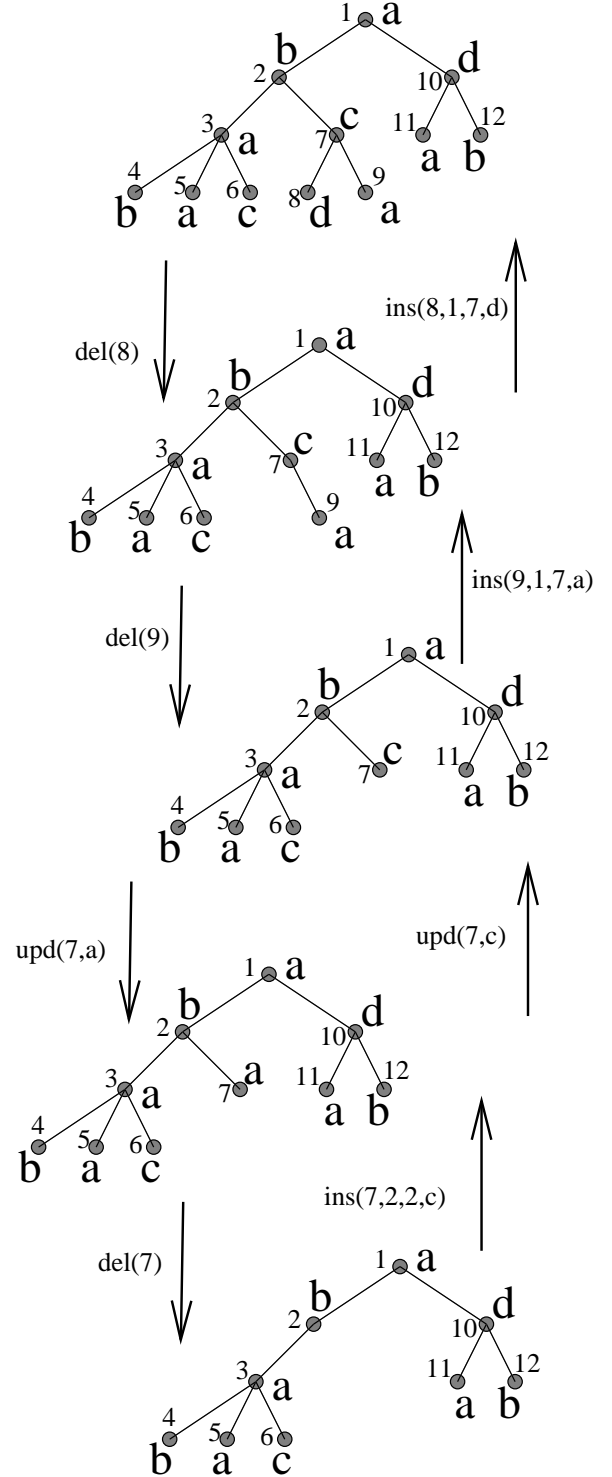 1 a
b d
2 10
3 a 7 c 11 12
4 5 6 8 9 a b
b a c d a
del(8) ins(8,1,7,d)
1 a
b d
2 10
3 a 7 c 11 12
4 5 6 9 a b
b a c a
del(9) ins(9,1,7,a)
1 a
b d
2 10
3 a 7 c 11 12
4 5 6 a b
b a c
upd(7,a) upd(7,c)
1 a
b d
2 10
3 a 7 a 11 12
4 5 6 a b
b a c
del(7) ins(7,2,2,c)
1 a
b d
2 10
3 a 11 12
4 5 6 a b
b a c